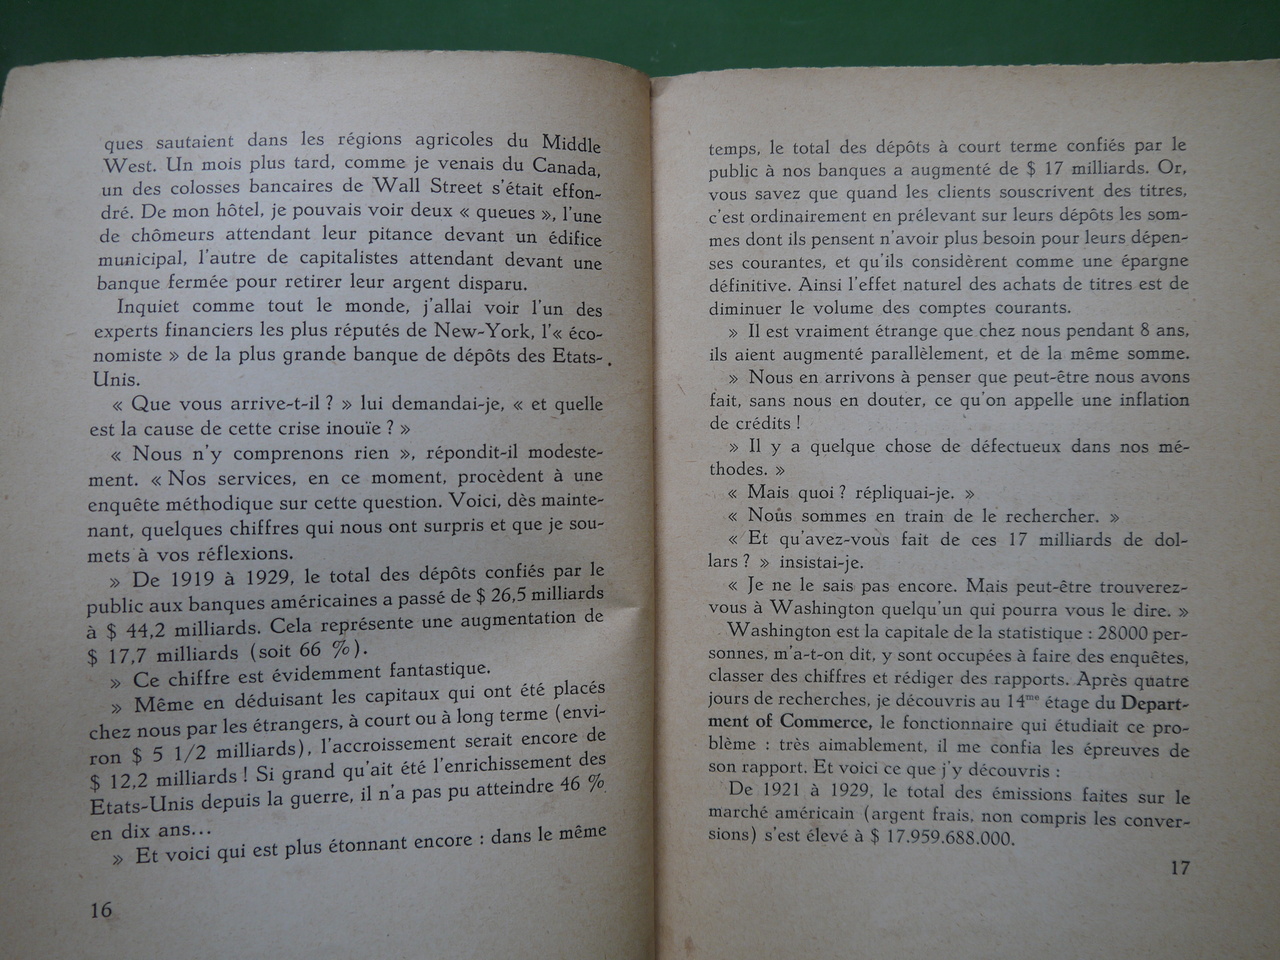 ques sautaient dans les régions agricoles du Middle
West. Un mois plus tard, comme je venais du Canada,
un des colosses bancaires de Wall Street s'était effon-
dré. De mon hôtel, je pouvais voir deux « queues », l'une
de chômeurs attendant leur pitance devant un édifice
municipal, l'autre de capitalistes attendant devant une
banque fermée pour retirer leur argent disparu.
Inquiet comme tout le monde, j'allai voir l'un des
experts financiers les plus réputés de New-York, l'« éco-
nomiste » de la plus grande banque de dépôts des Etats-
Unis.
« Que vous arrive-t-il ? » lui demandai-je, « et quelle
est la cause de cette crise inouïe ? »
« Nous n'y comprenons rien », répondit-il modeste-
ment. « Nos services, en ce moment, procèdent à une
enquête méthodique sur cette question. Voici, dès mainte-
nant, quelques chiffres qui nous ont surpris et que je sou-
mets à vos réflexions.
» De 1919 à 1929, le total des dépôts confiés par le
public aux banques américaines a passé de $ 26,5 milliards
à $ 44,2 milliards. Cela représente une augmentation de
$ 17,7 milliards (soit 66 %).
» Ce chiffre est évidemment fantastique.
» Même en déduisant les capitaux qui ont été placés
chez nous par les étrangers, à court ou à long terme (envi-
ron $ 5 1/2 milliards), l'accroissement serait encore de
$ 12,2 milliards ! Si grand qu'ait été l'enrichissement des
Etats-Unis depuis la guerre, il n'a pas pu atteindre 46 %
en dix ans...
» Et voici qui est plus étonnant encore : dans le même
16
temps, le total des dépôts à court terme confiés par le
public à nos banques a augmenté de $ 17 milliards. Or,
vous savez que quand les clients souscrivent des titres,
c'est ordinairement en prélevant sur leurs dépôts les som-
mes dont ils pensent n'avoir plus besoin pour leurs dépen-
ses courantes, et qu'ils considèrent comme une épargne
définitive. Ainsi l'effet naturel des achats de titres est de
diminuer le volume des comptes courants.
» Il est vraiment étrange que chez nous pendant 8 ans,
ils aient augmenté parallèlement, et de la même somme.
» Nous en arrivons à penser que peut-être nous avons
fait, sans nous en douter, ce qu'on appelle une inflation
de crédits !
» Il y a quelque chose de défectueux dans nos mé-
thodes. »
« Mais quoi ? répliquai-je. »
« Nous sommes en train de le rechercher. »
« Et qu'avez-vous fait de ces 17 milliards de dol-
lars ? » insistai-je.
« Je ne le sais pas encore. Mais peut-être trouverez-
vous à Washington quelqu'un qui pourra vous le dire. »
Washington est la capitale de la statistique : 28000 per-
sonnes, m'a-t-on dit, y sont occupées à faire des enquêtes,
classer des chiffres et rédiger des rapports. Après quatre
jours de recherches, je découvris au 14me étage du Depart-
ment of Commerce, le fonctionnaire qui étudiait ce pro-
blème : très aimablement, il me confia les épreuves de
son rapport. Et voici ce que j'y découvris :
De 1921 à 1929, le total des émissions faites sur le
marché américain (argent frais, non compris les conver-
sions) s'est élevé à $ 17.959.688.000.
17